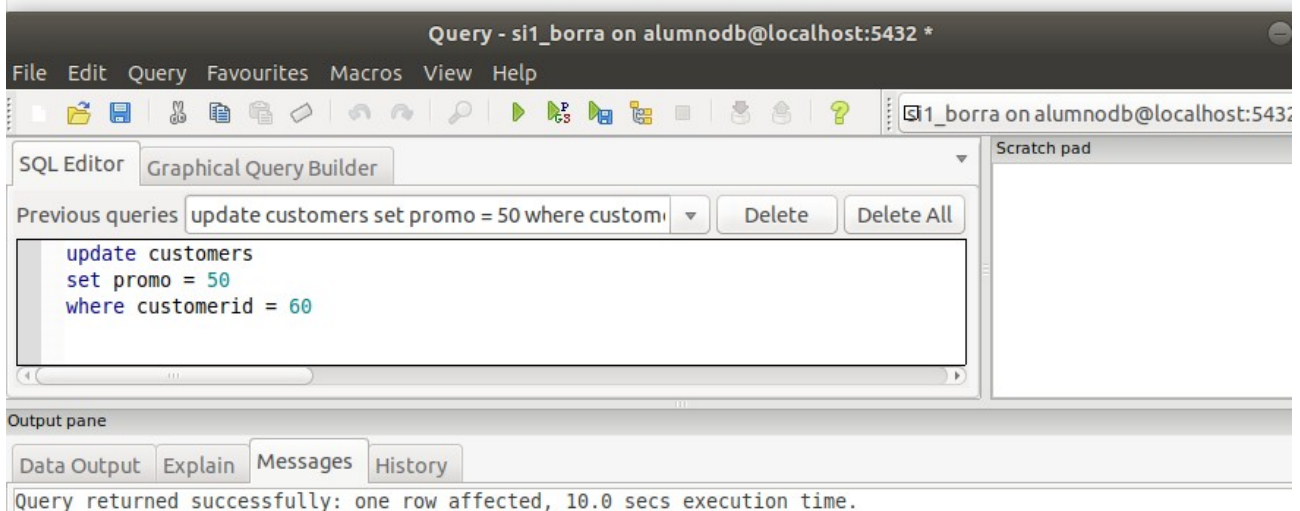 Query - si1_borra on alumnodb@localhost:5432 *
File Edit Query Favourites Macros View Help
si1_borra on alumnodb@localhost:5432
SQL Editor Graphical Query Builder
Scratch pad
Previous queries update customers set promo = 50 where custom Delete Delete All
update customers
set promo = 50
where customerid = 60
Output pane
Data Output Explain Messages History
Query returned successfully: one row affected, 10.0 secs execution time.